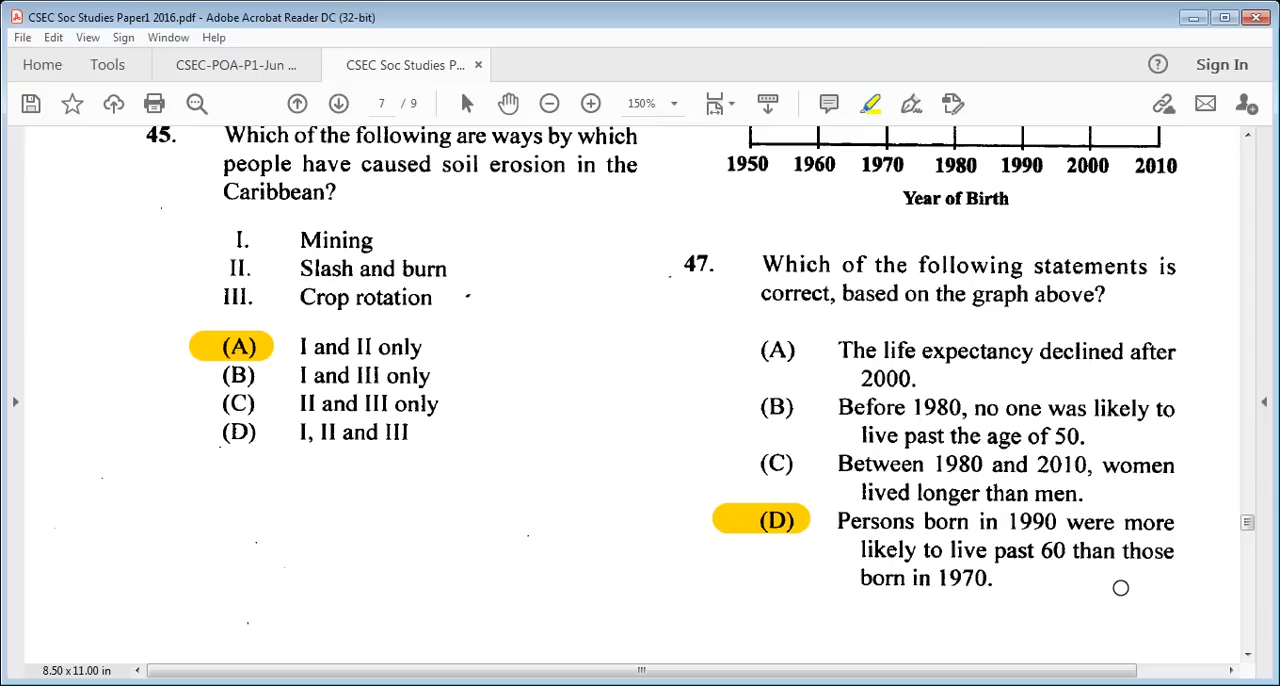 CSEC Soc Studies Paper1 2016.pdf - Adobe Acrobat Reader DC (32-bit)
File Edit View Sign Window Help
Home Tools CSEC-POA-P1-Jun ... CSEC Soc Studies P... × Sign In
7 / 9 150%
45. Which of the following are ways by which
people have caused soil erosion in the
Caribbean?
I. Mining
II. Slash and burn
III. Crop rotation
(A) I and II only
(B) I and III only
(C) II and III only
(D) I, II and III
1950 1960 1970 1980 1990 2000 2010
Year of Birth
47. Which of the following statements is
correct, based on the graph above?
(A) The life expectancy declined after
2000.
(B) Before 1980, no one was likely to
live past the age of 50.
(C) Between 1980 and 2010, women
lived longer than men.
(D) Persons born in 1990 were more
likely to live past 60 than those
born in 1970.
8.50 x 11.00 in